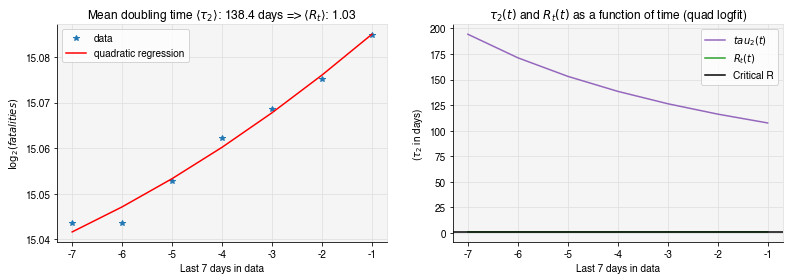 Mean doubling time ⟨τ₂⟩: 138.4 days => ⟨Rₜ⟩: 1.03
data
quadratic regression
15.08
15.07
15.06
15.05
15.04
log₂(fatalities)
-7 -6 -5 -4 -3 -2 -1
Last 7 days in data
τ₂(t) and Rₜ(t) as a function of time (quad logfit)
tau₂(t)
Rₜ(t)
Critical R
200
175
150
125
100
75
50
25
0
(τ₂ in days)
-7 -6 -5 -4 -3 -2 -1
Last 7 days in data